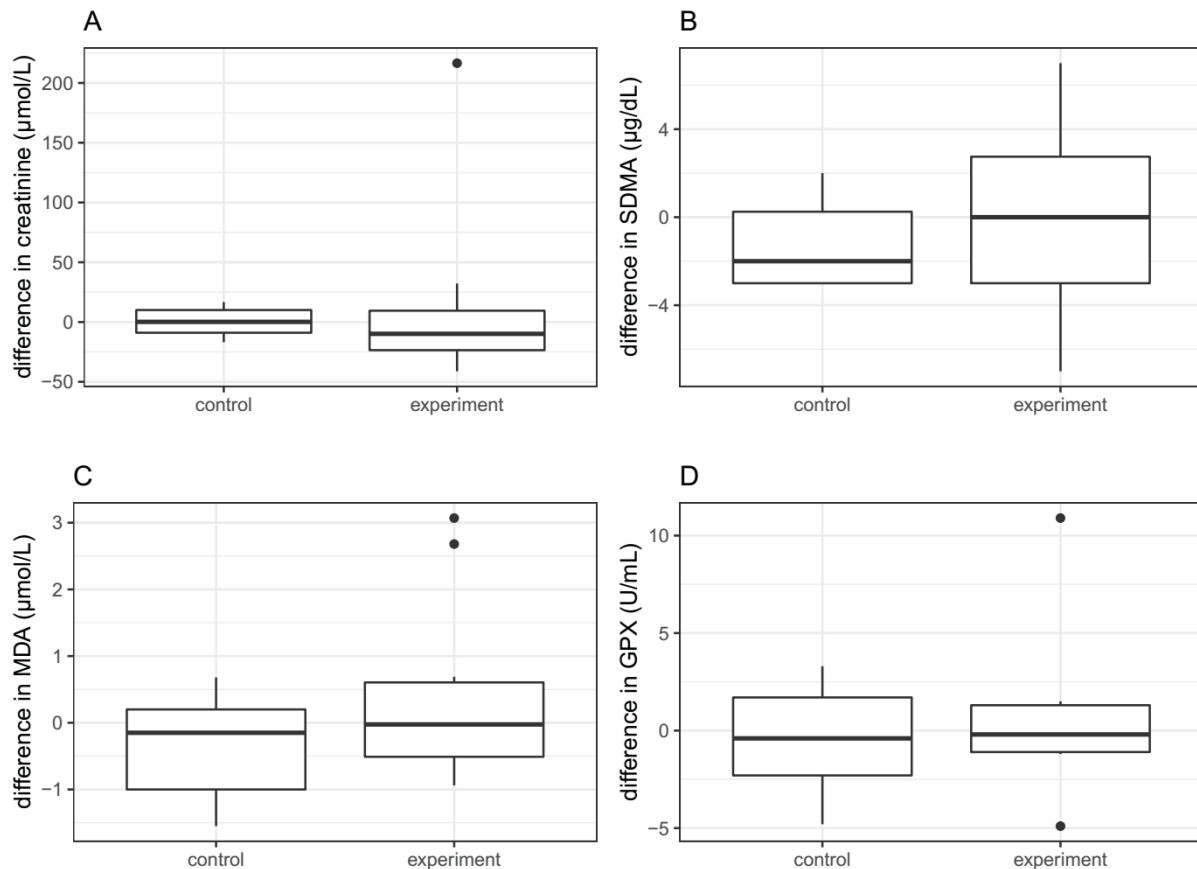 A
difference in creatinine (µmol/L)
200
150
100
50
0
−50
control
experiment
B
difference in SDMA (µg/dL)
4
0
−4
control
experiment
C
difference in MDA (µmol/L)
3
2
1
0
−1
control
experiment
D
difference in GPX (U/mL)
10
5
0
−5
control
experiment